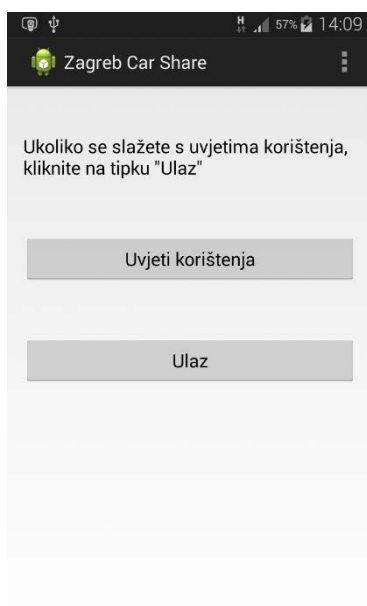 H 57% 14:09
Zagreb Car Share
Ukoliko se slažete s uvjetima korištenja,
kliknite na tipku "Ulaz"
Uvjeti korištenja
Ulaz